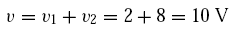 v = v₁ + v₂ = 2 + 8 = 10 V